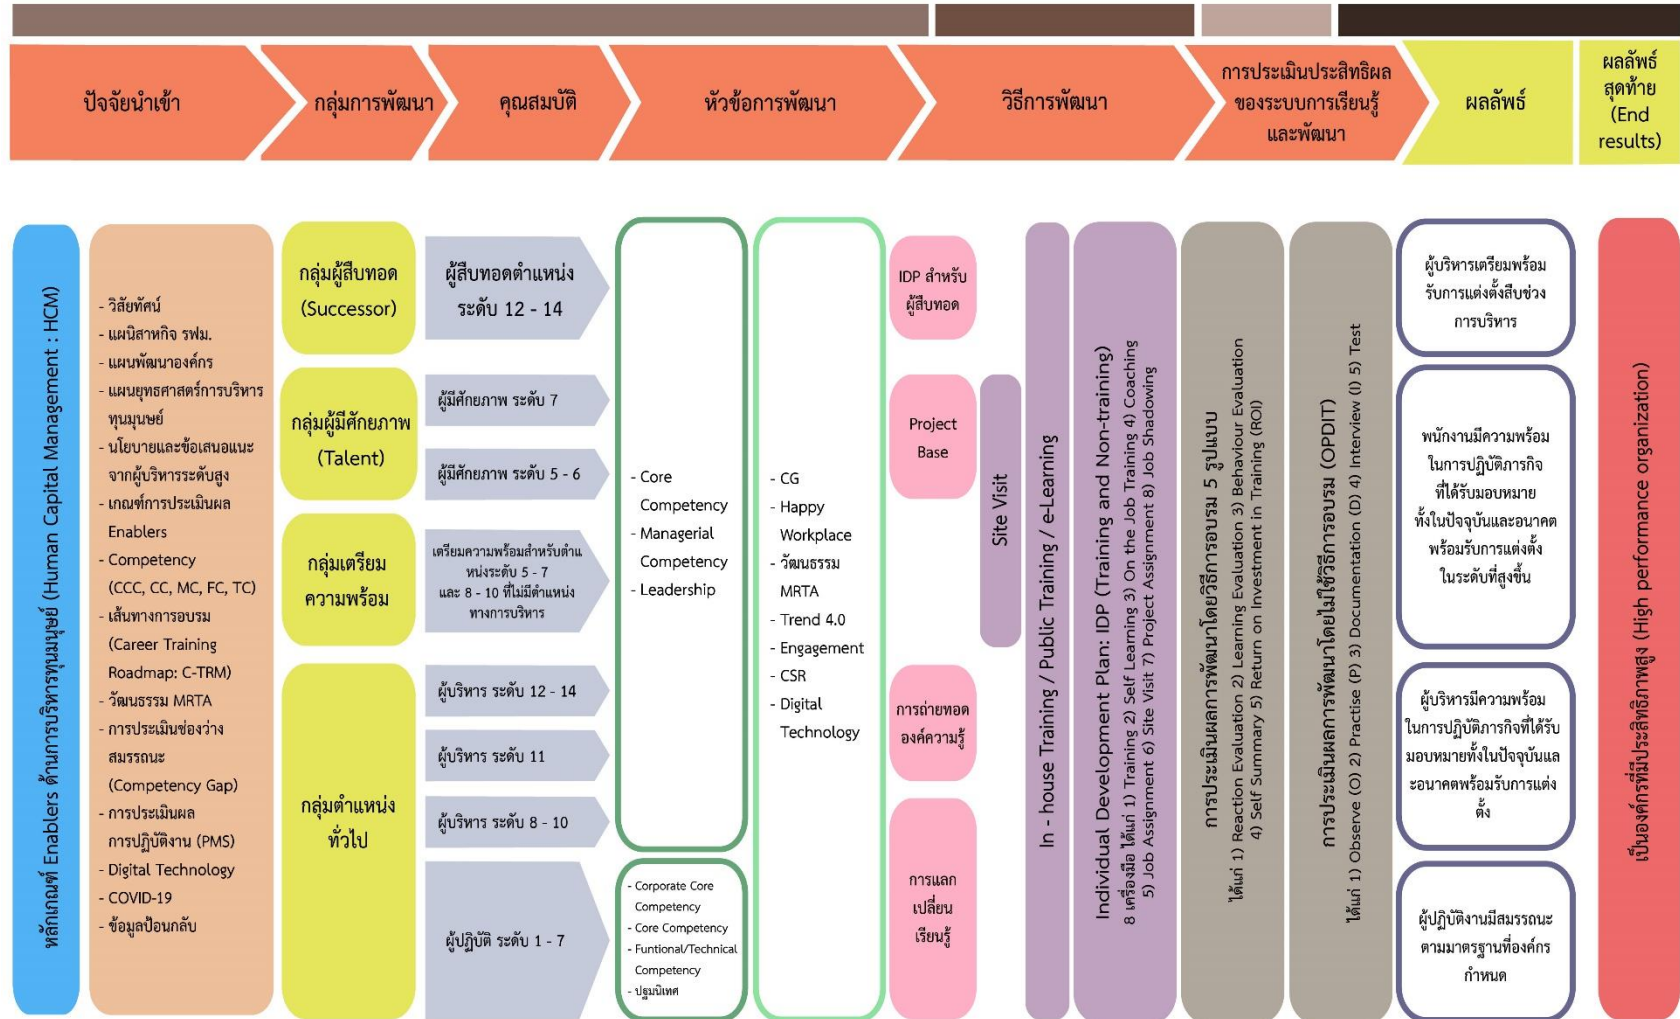 ปัจจัยนำเข้า
กลุ่มการพัฒนา
คุณสมบัติ
หัวข้อการพัฒนา
วิธีการพัฒนา
การประเมินประสิทธิผล
ของระบบการเรียนรู้
และพัฒนา
ผลลัพธ์
ผลลัพธ์
สุดท้าย
(End
results)
หลักเกณฑ์ Enablers ด้านการบริหารทุนมนุษย์ (Human Capital Management : HCM)
- วิสัยทัศน์
- แผนิสาหกิจ รฟม.
- แผนพัฒนาองค์กร
- แผนยุทธศาสตร์การบริหาร
ทุนมุนษย์
- นโยบายและข้อเสนอแนะ
จากผู้บริหารระดับสูง
- เกณฑ์การประเมินผล
Enablers
- Competency
(CCC, CC, MC, FC, TC)
- เส้นทางการอบรม
(Career Training
Roadmap: C-TRM)
- วัฒนธรรม MRTA
- การประเมินช่องว่าง
สมรรถนะ
(Competency Gap)
- การประเมินผล
การปฏิบัติงาน (PMS)
- Digital Technology
- COVID-19
- ข้อมูลป้อนกลับ
กลุ่มผู้สืบทอด
(Successor)
กลุ่มผู้มีศักยภาพ
(Talent)
กลุ่มเตรียม
ความพร้อม
กลุ่มตำแหน่ง
ทั่วไป
ผู้สืบทอดตำแหน่ง
ระดับ 12 - 14
ผู้มีศักยภาพ ระดับ 7
ผู้มีศักยภาพ ระดับ 5 - 6
เตรียมความพร้อมสำหรับตำแ
หน่งระดับ 5 - 7
และ 8 - 10 ที่ไม่มีตำแหน่ง
ทางการบริหาร
ผู้บริหาร ระดับ 12 - 14
ผู้บริหาร ระดับ 11
ผู้บริหาร ระดับ 8 - 10
ผู้ปฏิบัติ ระดับ 1 - 7
- Core
Competency
- Managerial
Competency
- Leadership
- Corporate Core
Competency
- Core Competency
- Funtional/Technical
Competency
- ปฐมนิเทศ
- CG
- Happy
Workplace
- วัฒนธรรม
MRTA
- Trend 4.0
- Engagement
- CSR
- Digital
Technology
IDP สำหรับ
ผู้สืบทอด
Project
Base
การถ่ายทอด
องค์ความรู้
การแลก
เปลี่ยน
เรียนรู้
Site Visit
In - house Training / Public Training / e-Learning
Individual Development Plan: IDP (Training and Non-training)
8 เครื่องมือ ได้แก่ 1) Training 2) Self Learning 3) On the Job Training 4) Coaching
5) Job Assignment 6) Site Visit 7) Project Assignment 8) Job Shadowing
การประเมินผลการพัฒนาโดยวิธีการอบรม 5 รูปแบบ
ได้แก่ 1) Reaction Evaluation 2) Learning Evaluation 3) Behaviour Evaluation
4) Self Summary 5) Return on Investment In Training (ROI)
การประเมินผลการพัฒนาโดยไม่ใช้วิธีการอบรม (OPDIT)
ได้แก่ 1) Observe (O) 2) Practise (P) 3) Documentation (D) 4) Interview (I) 5) Test
ผู้บริหารเตรียมพร้อม
รับการแต่งตั้งสืบช่วง
การบริหาร
พนักงานมีความพร้อม
ในการปฏิบัติภารกิจ
ที่ได้รับมอบหมาย
ทั้งในปัจจุบันและอนาคต
พร้อมรับการแต่งตั้ง
ในระดับที่สูงขึ้น
ผู้บริหารมีความพร้อม
ในการปฏิบัติภารกิจที่ได้รับ
มอบหมายทั้งในปัจจุบันแล
ะอนาคตพร้อมรับการแต่ง
ตั้ง
ผู้ปฏิบัติงานมีสมรรถนะ
ตามมาตรฐานที่องค์กร
กำหนด
เป็นองค์กรที่มีประสิทธิภาพสูง (High performance organization)